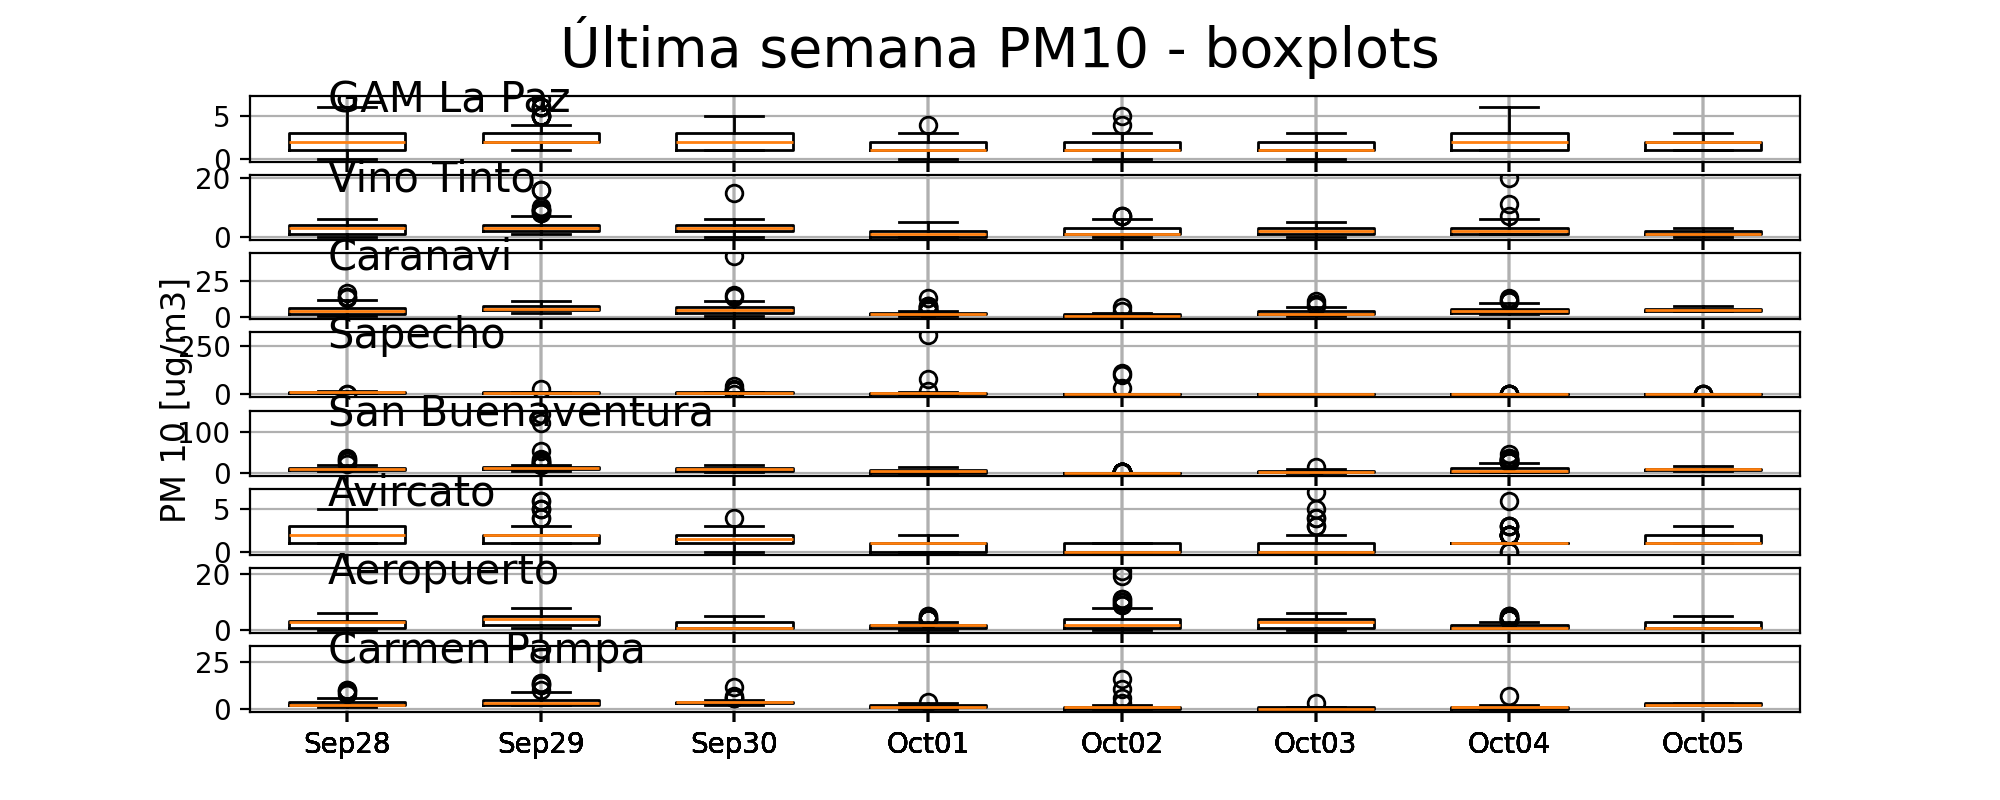 Última semana PM10 - boxplots
GAM La Paz
5
0
Vino Tinto
20
0
Caranavi
25
0
Sapecho
250
0
San Buenaventura
100
0
Avircato
5
0
Aeropuerto
20
0
Carmen Pampa
25
0
PM 10 [ug/m3]
Sep28 Sep29 Sep30 Oct01 Oct02 Oct03 Oct04 Oct05